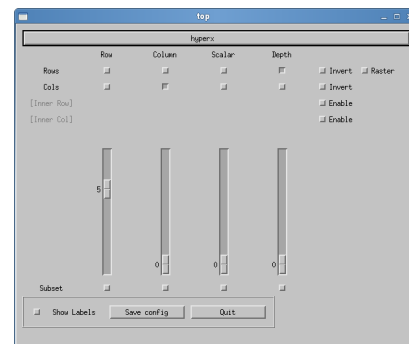 top
hyperx
Row Column Scalar Depth
Rows Invert Raster
Cols Invert
[Inner Row] Enable
[Inner Col] Enable
5 0 0 0
Subset
Show Labels Save config Quit